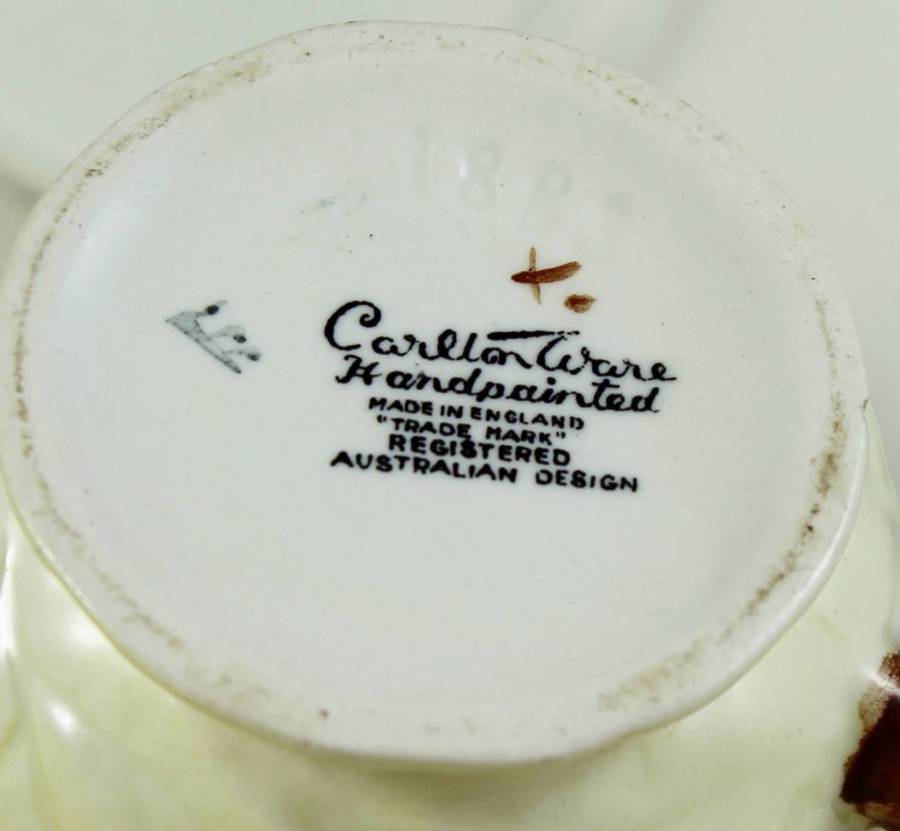 Carlton Ware
Handpainted
MADE IN ENGLAND
"TRADE MARK"
REGISTERED
AUSTRALIAN DESIGN